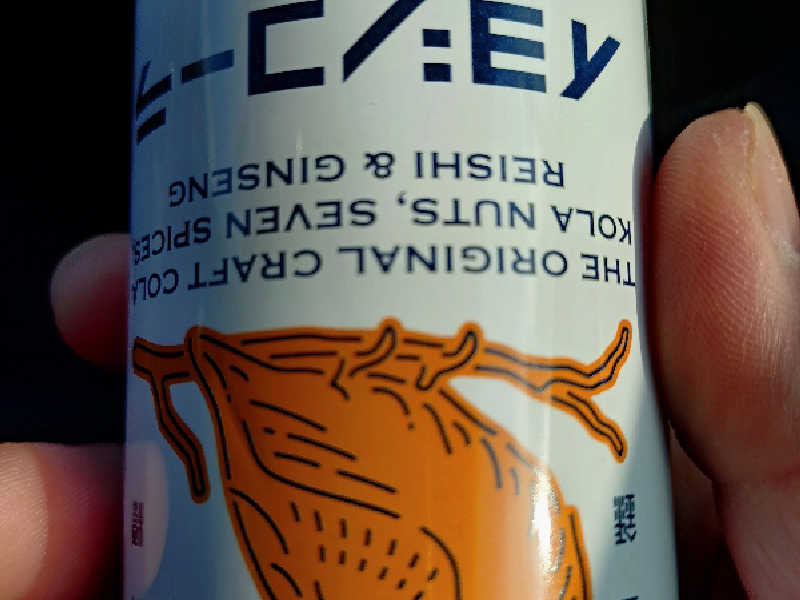 THE ORIGINAL CRAFT COLA
KOLA NUTS, SEVEN SPICES,
REISHI & GINSENG